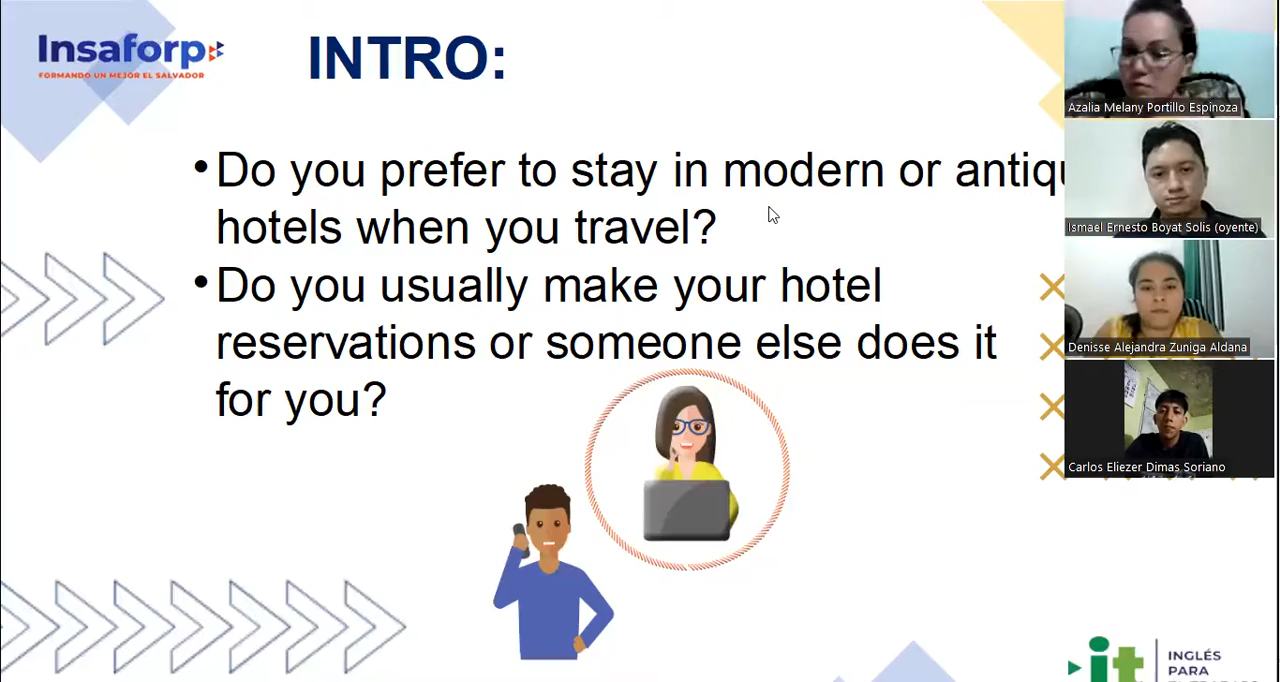 Insaforp
FORMANDO UN MEJOR EL SALVADOR
INTRO:
• Do you prefer to stay in modern or antiqu
hotels when you travel?
• Do you usually make your hotel
reservations or someone else does it
for you?
Azalia Melany Portillo Espinoza
Ismael Ernesto Boyat Solis (oyente)
Denisse Alejandra Zuniga Aldana
Carlos Eliezer Dimas Soriano
it
INGLÉS
PARA